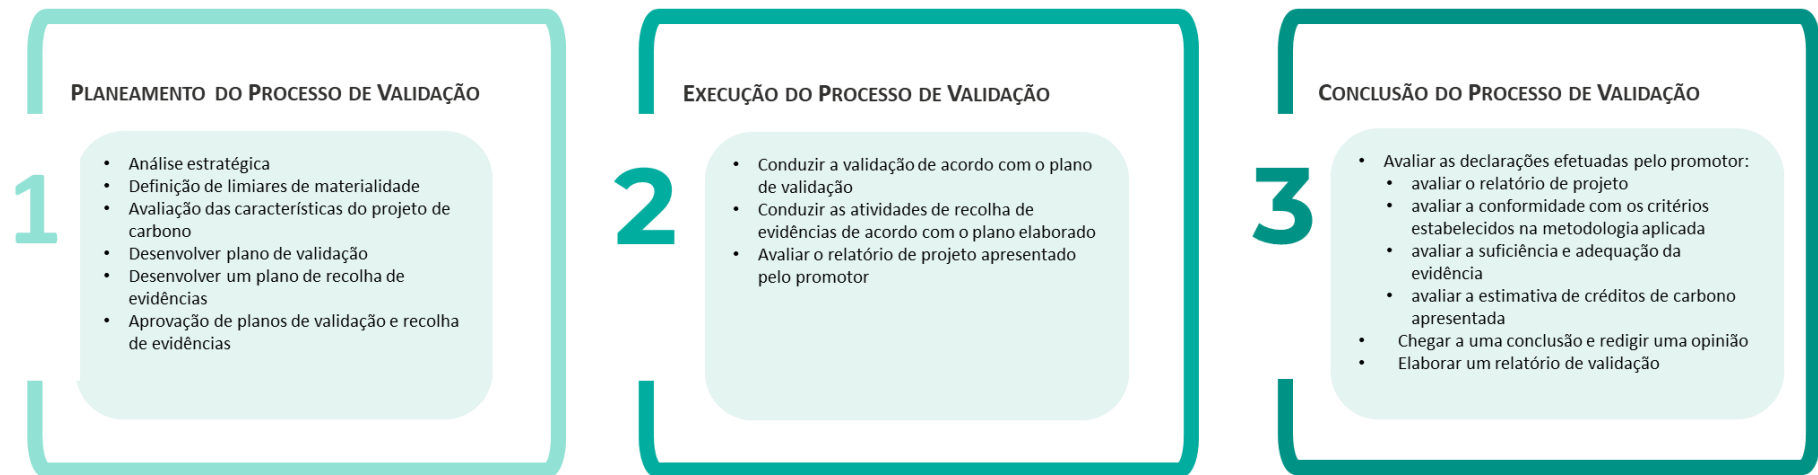 1
PLANEAMENTO DO PROCESSO DE VALIDAÇÃO
• Análise estratégica
• Definição de limiares de materialidade
• Avaliação das características do projeto de
carbono
• Desenvolver plano de validação
• Desenvolver um plano de recolha de
evidências
• Aprovação de planos de validação e recolha
de evidências
2
EXECUÇÃO DO PROCESSO DE VALIDAÇÃO
• Conduzir a validação de acordo com o plano
de validação
• Conduzir as atividades de recolha de
evidências de acordo com o plano elaborado
• Avaliar o relatório de projeto apresentado
pelo promotor
3
CONCLUSÃO DO PROCESSO DE VALIDAÇÃO
• Avaliar as declarações efetuadas pelo promotor:
• avaliar o relatório de projeto
• avaliar a conformidade com os critérios
estabelecidos na metodologia aplicada
• avaliar a suficiência e adequação da
evidência
• avaliar a estimativa de créditos de carbono
apresentada
• Chegar a uma conclusão e redigir uma opinião
• Elaborar um relatório de validação